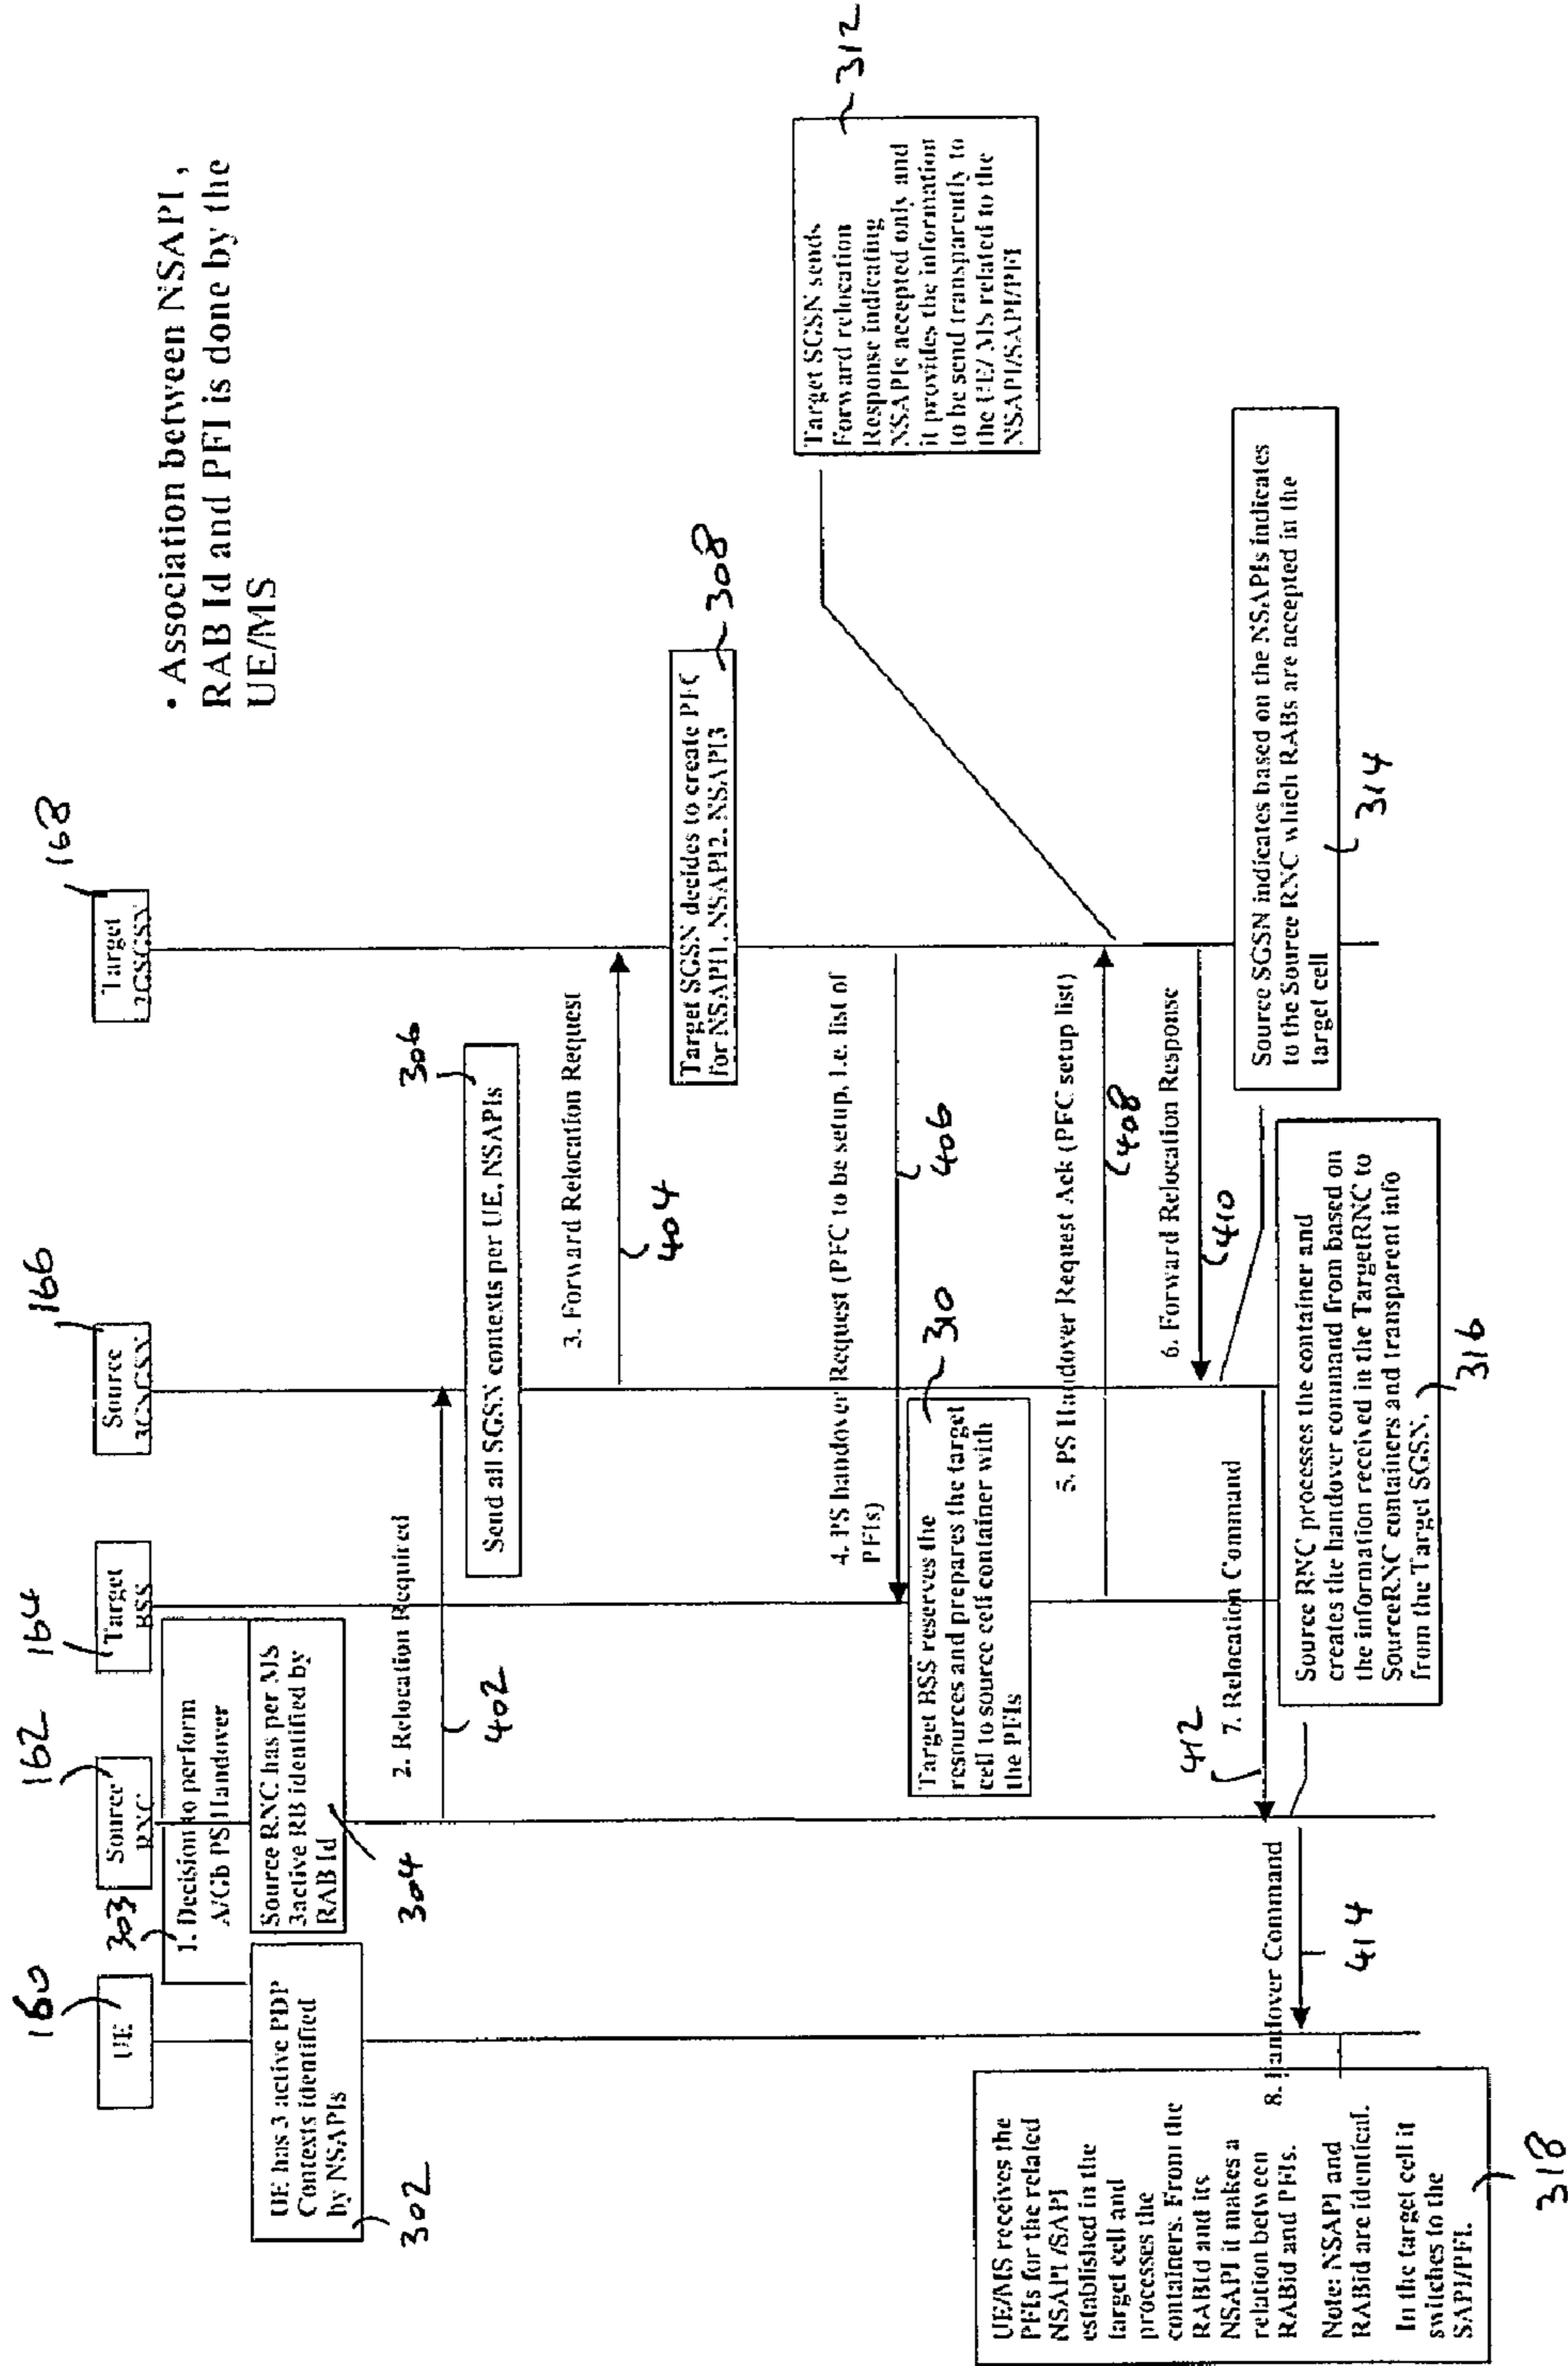 • Association between NSAPI ,
RAB Id and PFI is done by the
UE/MS
160
162
164
166
168
UE
Source
RNC
Target
BSS
Source
3GSGSN
Target
2GSGSN
303
1. Decision to perform
A/Gb PS Handover
UE has 3 active PDP
Contexts identified
by NSAPIs
302
Source RNC has per MS
3active RB identified by
RAB Id
304
2. Relocation Required
402
Send all SGSN contexts per UE, NSAPIs
306
3. Forward Relocation Request
404
Target SGSN decides to create PFC
for NSAPI1, NSAPI2, NSAPI3
308
4. PS handover Request (PFC to be setup, i.e. list of
PFIs)
406
Target BSS reserves the
resources and prepares the target
cell to source cell container with
the PFIs
310
5. PS Handover Request Ack (PFC setup list)
408
Target SGSN sends
Forward relocation
Response indicating
NSAPIs accepted only and
it provides the information
to be send transparently to
the UE/ MS related to the
NSAPI/SAPI/PFI
312
6. Forward Relocation Response
410
Source SGSN indicates based on the NSAPIs indicates
to the Source RNC which RABs are accepted in the
target cell
314
7. Relocation Command
412
Source RNC processes the container and
creates the handover command from based on
the information received in the TargetRNC to
SourceRNC containers and transparent info
from the Target SGSN.
316
8. Handover Command
414
UE/MS receives the
PFIs for the related
NSAPI /SAPI
established in the
target cell and
processes the
containers. From the
RABId and its
NSAPI it makes a
relation between
RABid and PFIs.
Note: NSAPI and
RABid are identical.
In the target cell it
switches to the
SAPI/PFI.
318